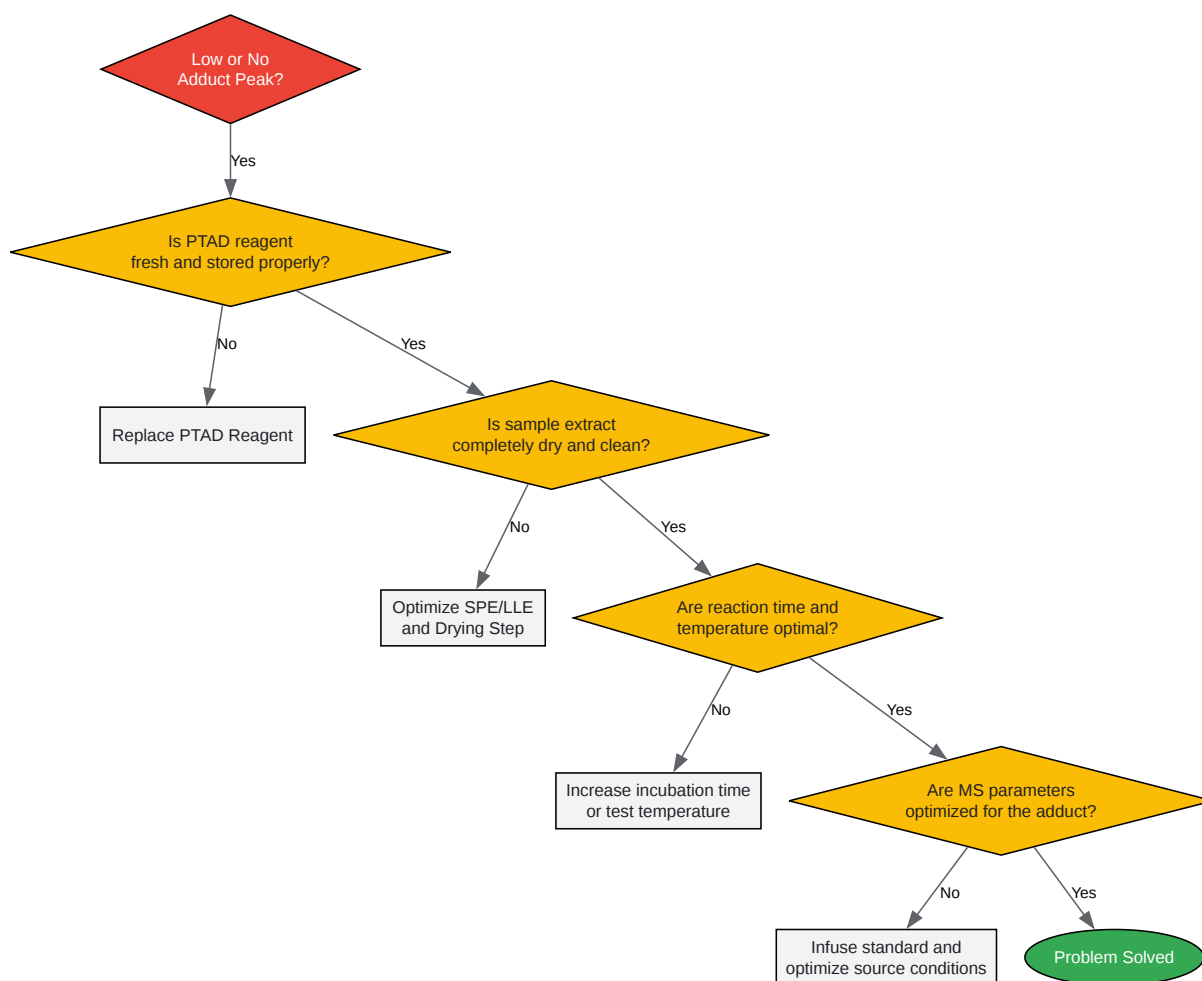 Low or No
Adduct Peak?
Yes
Is PTAD reagent
fresh and stored properly?
No
Yes
Replace PTAD Reagent
Is sample extract
completely dry and clean?
No
Yes
Optimize SPE/LLE
and Drying Step
Are reaction time and
temperature optimal?
No
Yes
Increase incubation time
or test temperature
Are MS parameters
optimized for the adduct?
No
Yes
Infuse standard and
optimize source conditions
Problem Solved